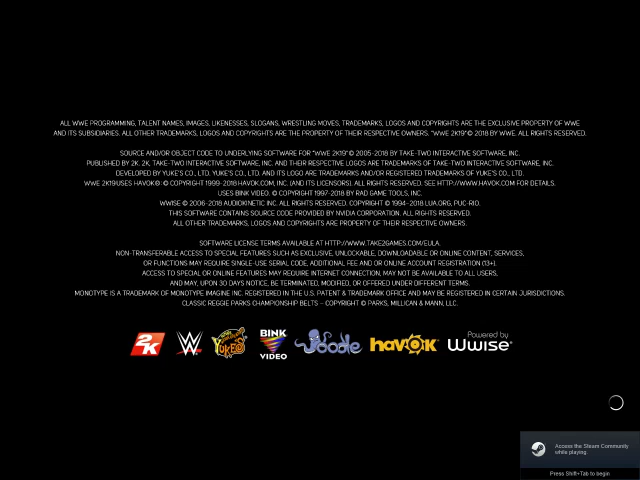 ALL WWE PROGRAMMING, TALENT NAMES, IMAGES, LIKENESSES, SLOGANS, WRESTLING MOVES, TRADEMARKS, LOGOS AND COPYRIGHTS ARE THE EXCLUSIVE PROPERTY OF WWE
AND ITS SUBSIDIARIES. ALL OTHER TRADEMARKS, LOGOS AND COPYRIGHTS ARE THE PROPERTY OF THEIR RESPECTIVE OWNERS. "WWE 2K19" © 2018 BY WWE. ALL RIGHTS RESERVED.
SOURCE AND/OR OBJECT CODE TO UNDERLYING SOFTWARE FOR "WWE 2K19" © 2005-2018 BY TAKE-TWO INTERACTIVE SOFTWARE, INC.
PUBLISHED BY 2K. 2K, TAKE-TWO INTERACTIVE SOFTWARE, INC. AND THEIR RESPECTIVE LOGOS ARE TRADEMARKS OF TAKE-TWO INTERACTIVE SOFTWARE, INC.
DEVELOPED BY YUKE'S CO., LTD. YUKE'S CO., LTD. AND ITS LOGO ARE TRADEMARKS AND/OR REGISTERED TRADEMARKS OF YUKE'S CO., LTD.
WWE 2K19USES HAVOK®: © COPYRIGHT 1999-2018HAVOK.COM, INC. (AND ITS LICENSORS). ALL RIGHTS RESERVED. SEE HTTP://WWW.HAVOK.COM FOR DETAILS.
USES BINK VIDEO. © COPYRIGHT 1997-2018 BY RAD GAME TOOLS, INC.
WWISE © 2006-2018 AUDIOKINETIC INC. ALL RIGHTS RESERVED. COPYRIGHT © 1994-2018 LUA.ORG, PUC-RIO.
THIS SOFTWARE CONTAINS SOURCE CODE PROVIDED BY NVIDIA CORPORATION. ALL RIGHTS RESERVED.
ALL OTHER TRADEMARKS, LOGOS AND COPYRIGHTS ARE PROPERTY OF THEIR RESPECTIVE OWNERS.
SOFTWARE LICENSE TERMS AVAILABLE AT HTTP://WWW.TAKE2GAMES.COM/EULA.
NON-TRANSFERABLE ACCESS TO SPECIAL FEATURES SUCH AS EXCLUSIVE, UNLOCKABLE, DOWNLOADABLE OR ONLINE CONTENT, SERVICES,
OR FUNCTIONS MAY REQUIRE SINGLE-USE SERIAL CODE, ADDITIONAL FEE AND OR ONLINE ACCOUNT REGISTRATION (13+).
ACCESS TO SPECIAL OR ONLINE FEATURES MAY REQUIRE INTERNET CONNECTION, MAY NOT BE AVAILABLE TO ALL USERS,
AND MAY, UPON 30 DAYS NOTICE, BE TERMINATED, MODIFIED, OR OFFERED UNDER DIFFERENT TERMS.
MONOTYPE IS A TRADEMARK OF MONOTYPE IMAGINE INC. REGISTERED IN THE U.S. PATENT & TRADEMARK OFFICE AND MAY BE REGISTERED IN CERTAIN JURISDICTIONS.
CLASSIC REGGIE PARKS CHAMPIONSHIP BELTS - COPYRIGHT © PARKS, MILLICAN & MANN, LLC.
2K W YUKE'S BINK VIDEO Oodle havok Powered by Wwise
Access the Steam Community
while playing.
Press Shift+Tab to begin